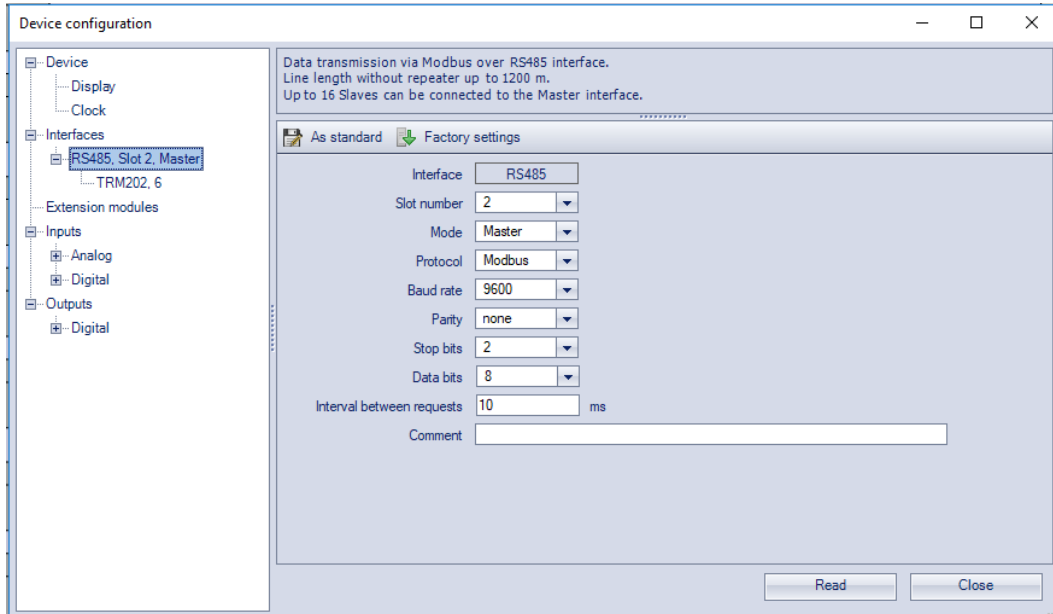 Device configuration
Device
Display
Clock
Interfaces
RS485, Slot 2, Master
TRM202, 6
Extension modules
Inputs
Analog
Digital
Outputs
Digital
Data transmission via Modbus over RS485 interface.
Line length without repeater up to 1200 m.
Up to 16 Slaves can be connected to the Master interface.
As standard Factory settings
Interface RS485
Slot number 2
Mode Master
Protocol Modbus
Baud rate 9600
Parity none
Stop bits 2
Data bits 8
Interval between requests 10 ms
Comment
Read Close